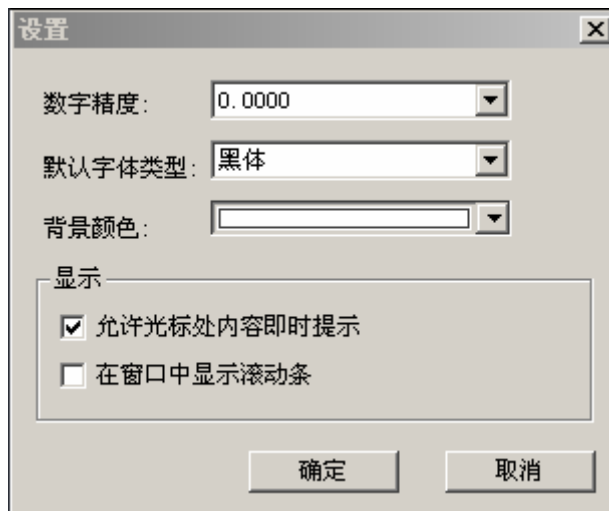 设置
数字精度: 0.0000
默认字体类型: 黑体
背景颜色:
显示
允许光标处内容即时提示
在窗口中显示滚动条
确定 取消